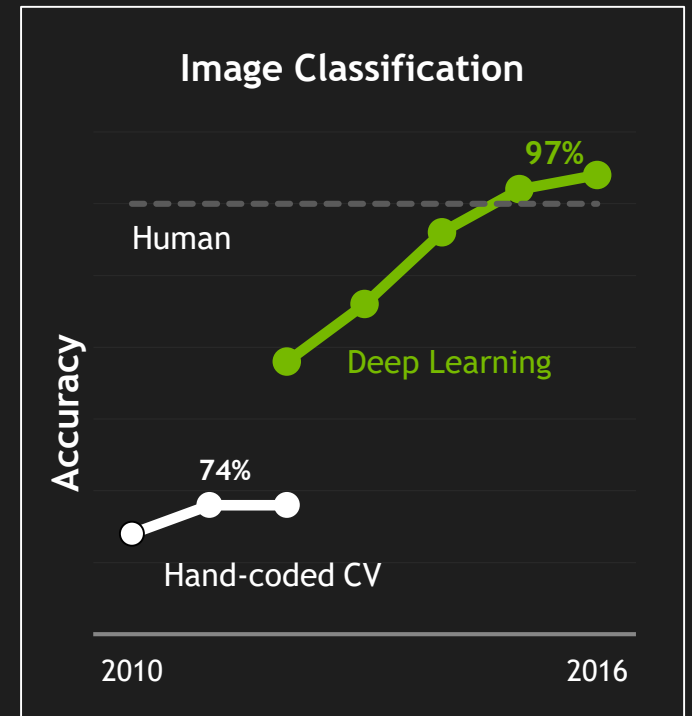 Image Classification
97%
Human
Deep Learning
Accuracy
74%
Hand-coded CV
2010
2016